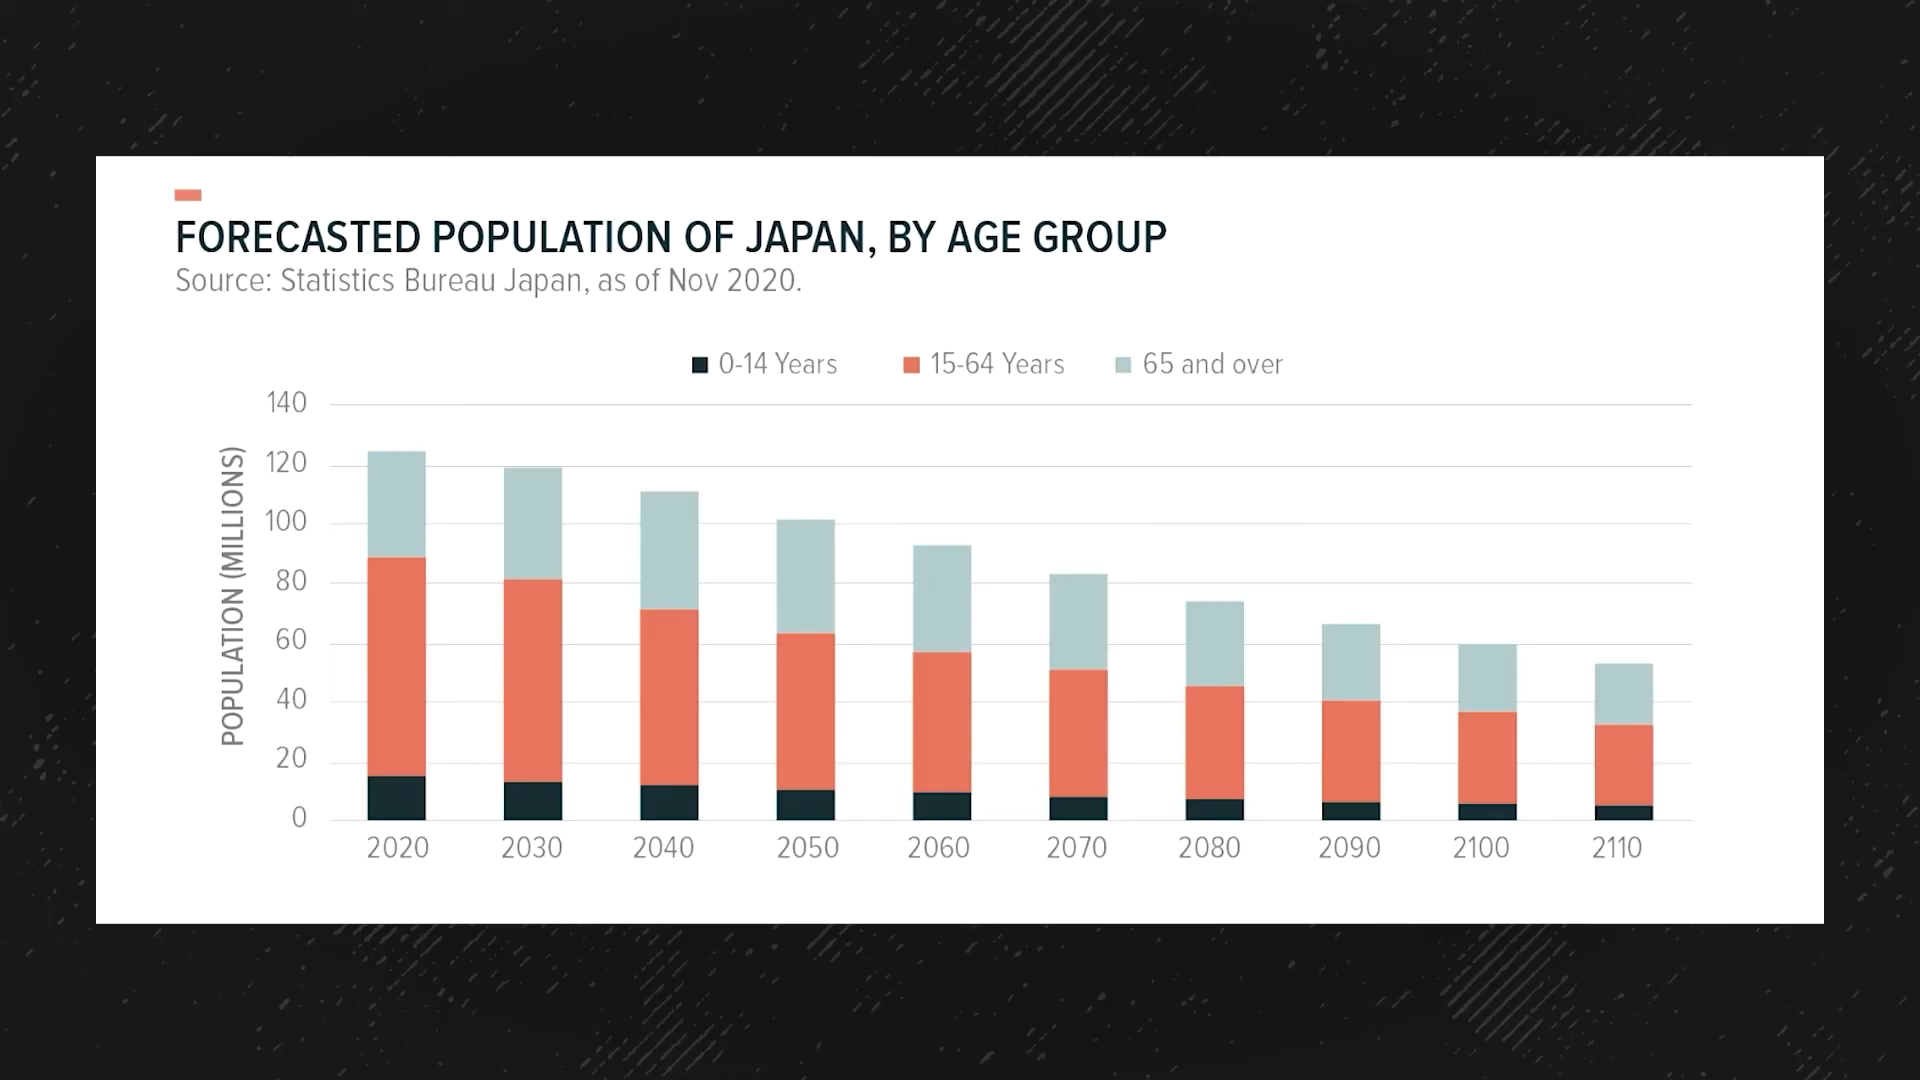 FORECASTED POPULATION OF JAPAN, BY AGE GROUP
Source: Statistics Bureau Japan, as of Nov 2020.
0-14 Years 15-64 Years 65 and over
POPULATION (MILLIONS)
140
120
100
80
60
40
20
0
2020 2030 2040 2050 2060 2070 2080 2090 2100 2110